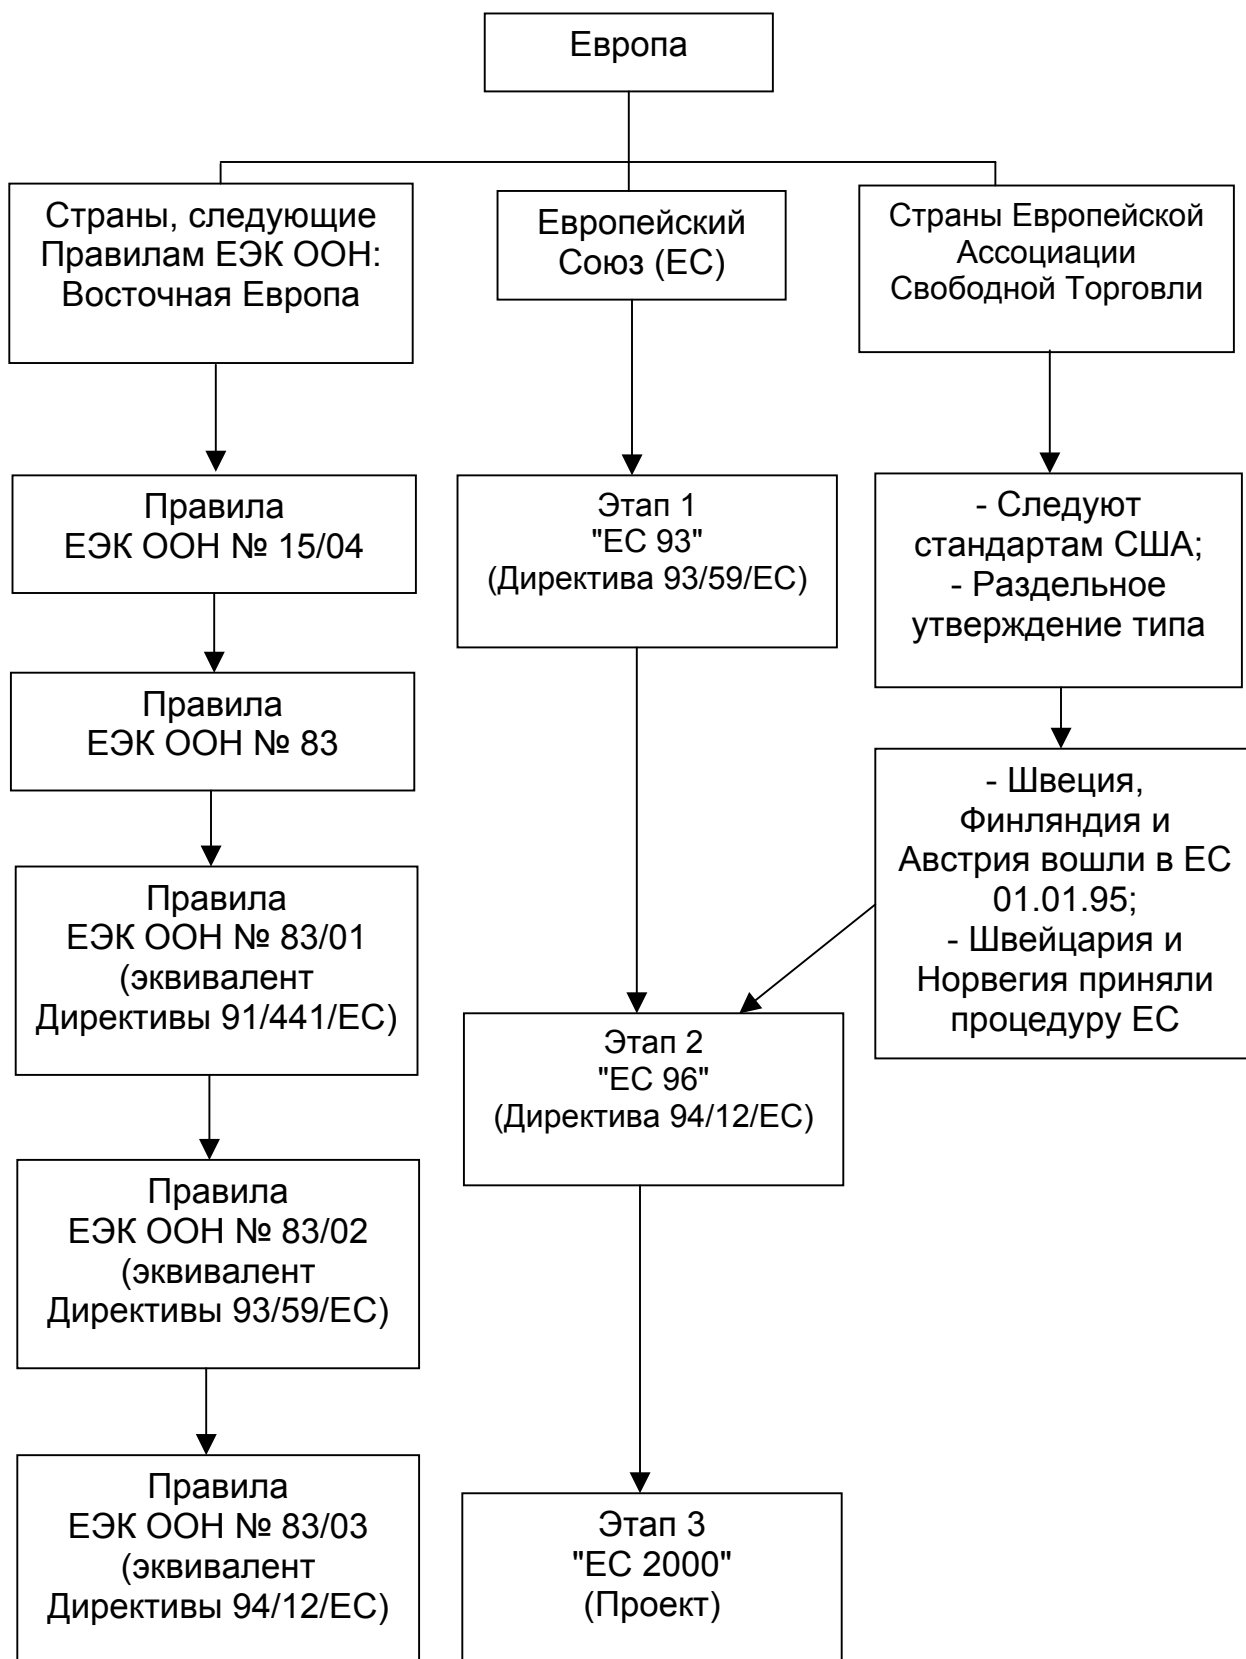 Европа
Страны, следующие
Правилам ЕЭК ООН:
Восточная Европа
Европейский
Союз (ЕС)
Страны Европейской
Ассоциации
Свободной Торговли
Правила
ЕЭК ООН № 15/04
Этап 1
"ЕС 93"
(Директива 93/59/ЕС)
- Следуют
стандартам США;
- Раздельное
утверждение типа
Правила
ЕЭК ООН № 83
- Швеция,
Финляндия и
Австрия вошли в ЕС
01.01.95;
- Швейцария и
Норвегия приняли
процедуру ЕС
Правила
ЕЭК ООН № 83/01
(эквивалент
Директивы 91/441/ЕС)
Этап 2
"ЕС 96"
(Директива 94/12/ЕС)
Правила
ЕЭК ООН № 83/02
(эквивалент
Директивы 93/59/ЕС)
Правила
ЕЭК ООН № 83/03
(эквивалент
Директивы 94/12/ЕС)
Этап 3
"ЕС 2000"
(Проект)